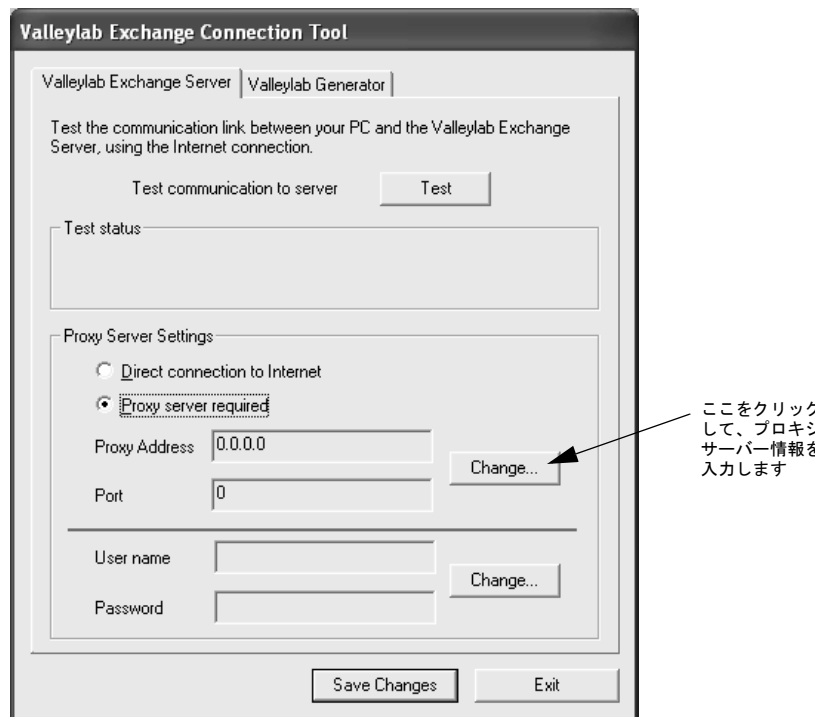 Valleylab Exchange Connection Tool
Valleylab Exchange Server
Valleylab Generator
Test the communication link between your PC and the Valleylab Exchange
Server, using the Internet connection.
Test communication to server
Test
Test status
Proxy Server Settings
Direct connection to Internet
Proxy server required
Proxy Address
0.0.0.0
Change...
Port
0
User name
Change...
Password
Save Changes
Exit
ここをクリック
して、プロキシ
サーバー情報を
入力します